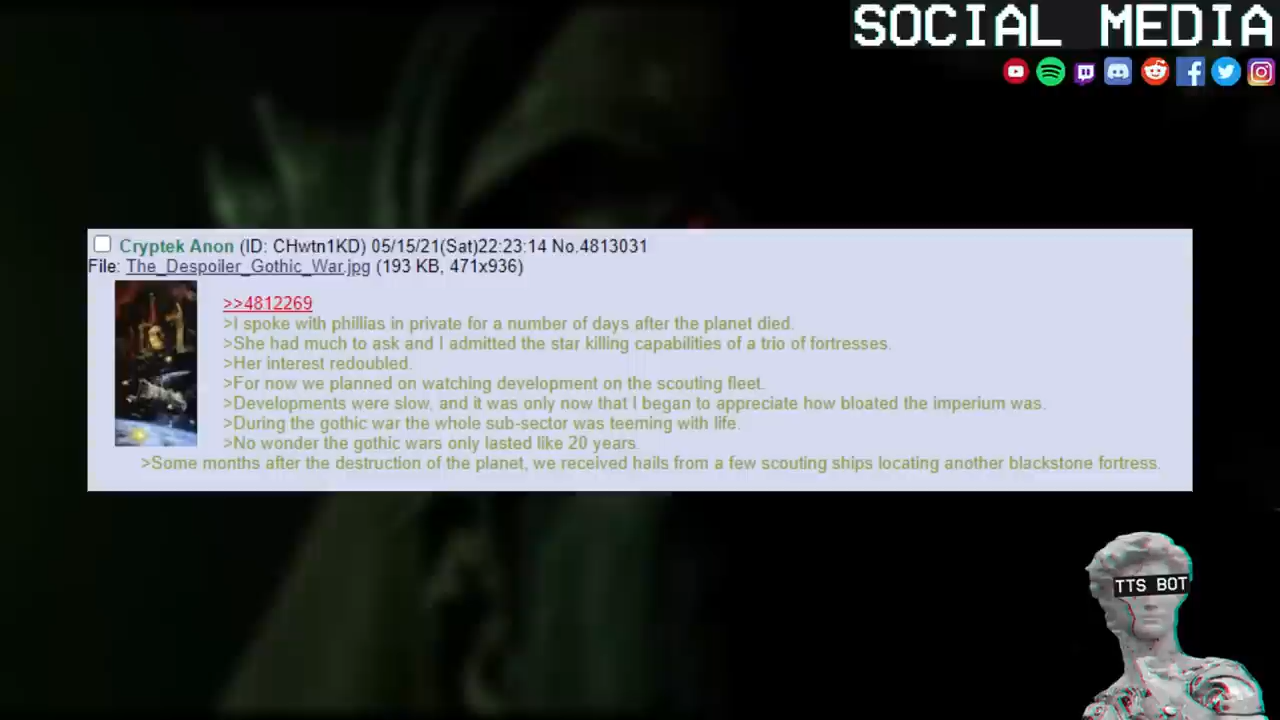 SOCIAL MEDIA
Cryptek Anon (ID: CHwtn1KD) 05/15/21(Sat)22:23:14 No.4813031
File: The_Despoiler_Gothic_War.jpg (193 KB, 471x936)
>>4812269
>I spoke with phillias in private for a number of days after the planet died.
>She had much to ask and I admitted the star killing capabilities of a trio of fortresses.
>Her interest redoubled.
>For now we planned on watching development on the scouting fleet.
>Developments were slow, and it was only now that I began to appreciate how bloated the imperium was.
>During the gothic war the whole sub-sector was teeming with life.
>No wonder the gothic wars only lasted like 20 years.
>Some months after the destruction of the planet, we received hails from a few scouting ships locating another blackstone fortress.
TTS BOT